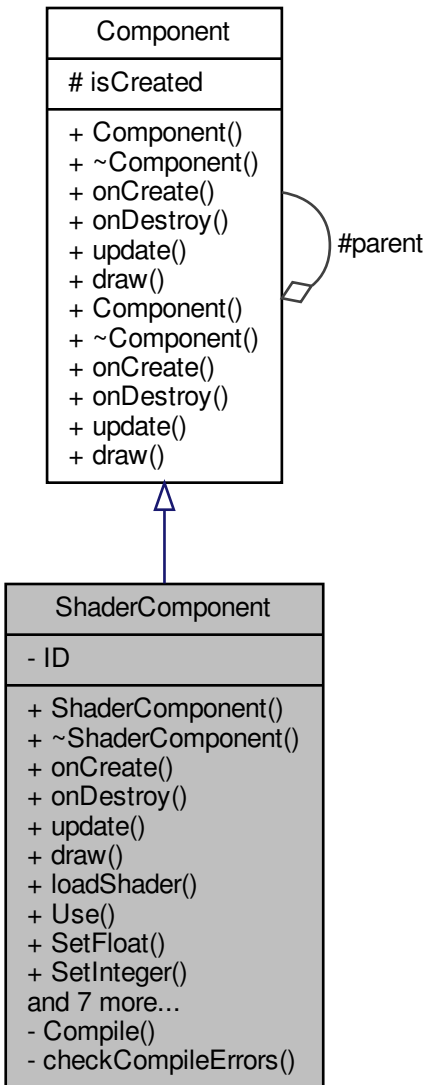 Component
# isCreated
+ Component()
+ ~Component()
+ onCreate()
+ onDestroy()
+ update()
+ draw()
+ Component()
+ ~Component()
+ onCreate()
+ onDestroy()
+ update()
+ draw()
#parent
ShaderComponent
- ID
+ ShaderComponent()
+ ~ShaderComponent()
+ onCreate()
+ onDestroy()
+ update()
+ draw()
+ loadShader()
+ Use()
+ SetFloat()
+ SetInteger()
and 7 more...
- Compile()
- checkCompileErrors()